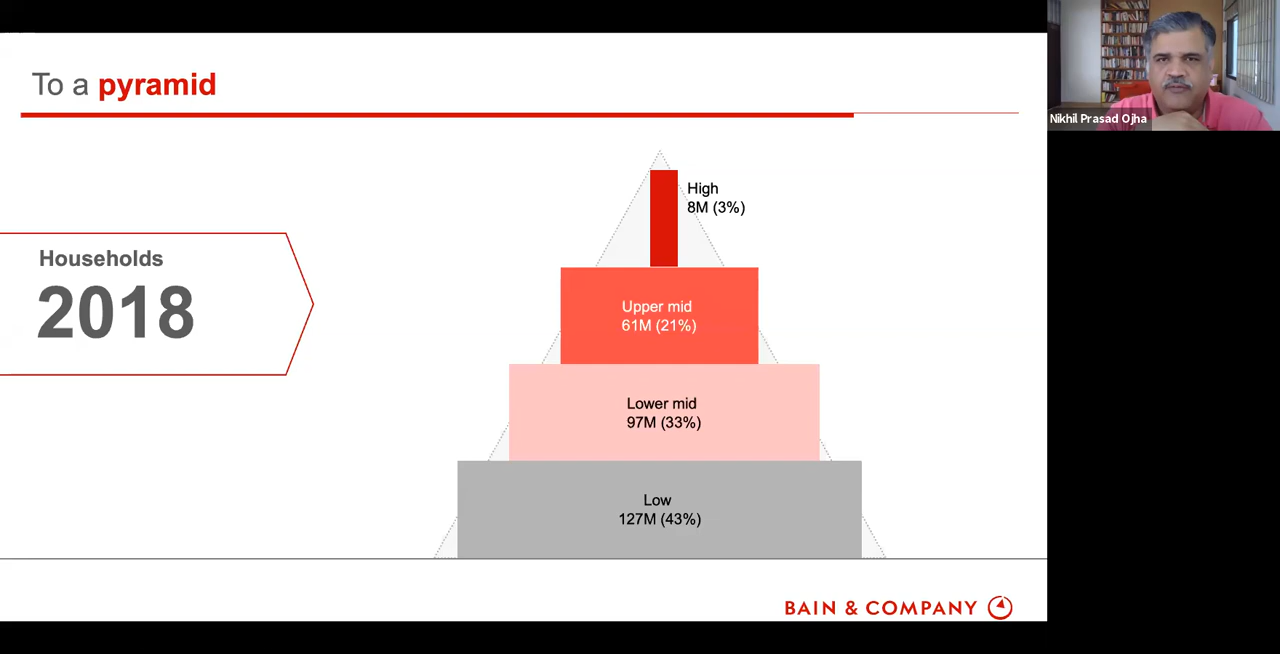 To a pyramid
Nikhil Prasad Ojha
High
8M (3%)
Households
2018
Upper mid
61M (21%)
Lower mid
97M (33%)
Low
127M (43%)
BAIN & COMPANY